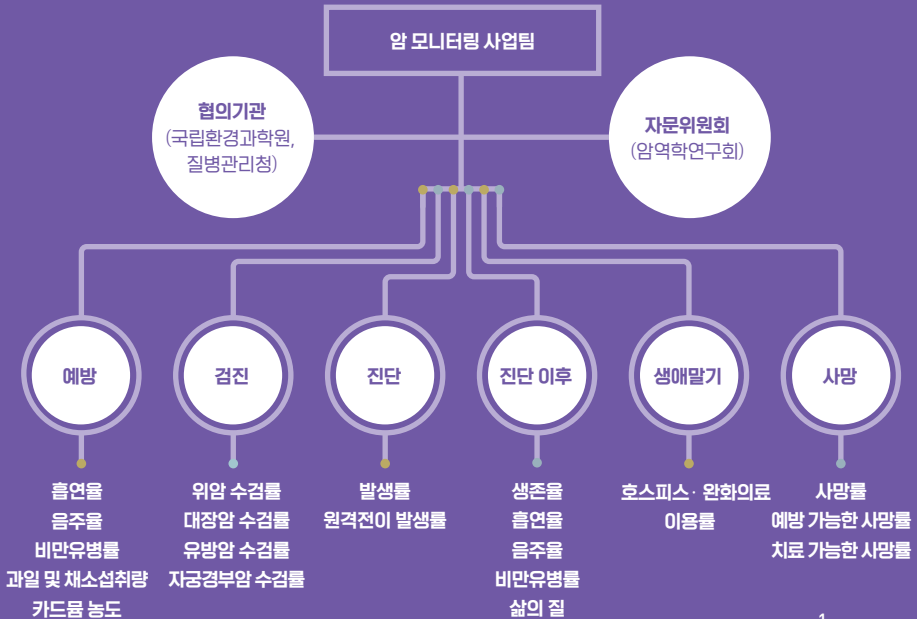 암 모니터링 사업팀
협의기관
(국립환경과학원,
질병관리청)
자문위원회
(암역학연구회)
예방
검진
진단
진단 이후
생애말기
사망
흡연율
음주율
비만유병률
과일 및 채소섭취량
카드뮴 농도
위암 수검률
대장암 수검률
유방암 수검률
자궁경부암 수검률
발생률
원격전이 발생률
생존율
흡연율
음주율
비만유병률
삶의 질
호스피스· 완화의료
이용률
사망률
예방 가능한 사망률
치료 가능한 사망률